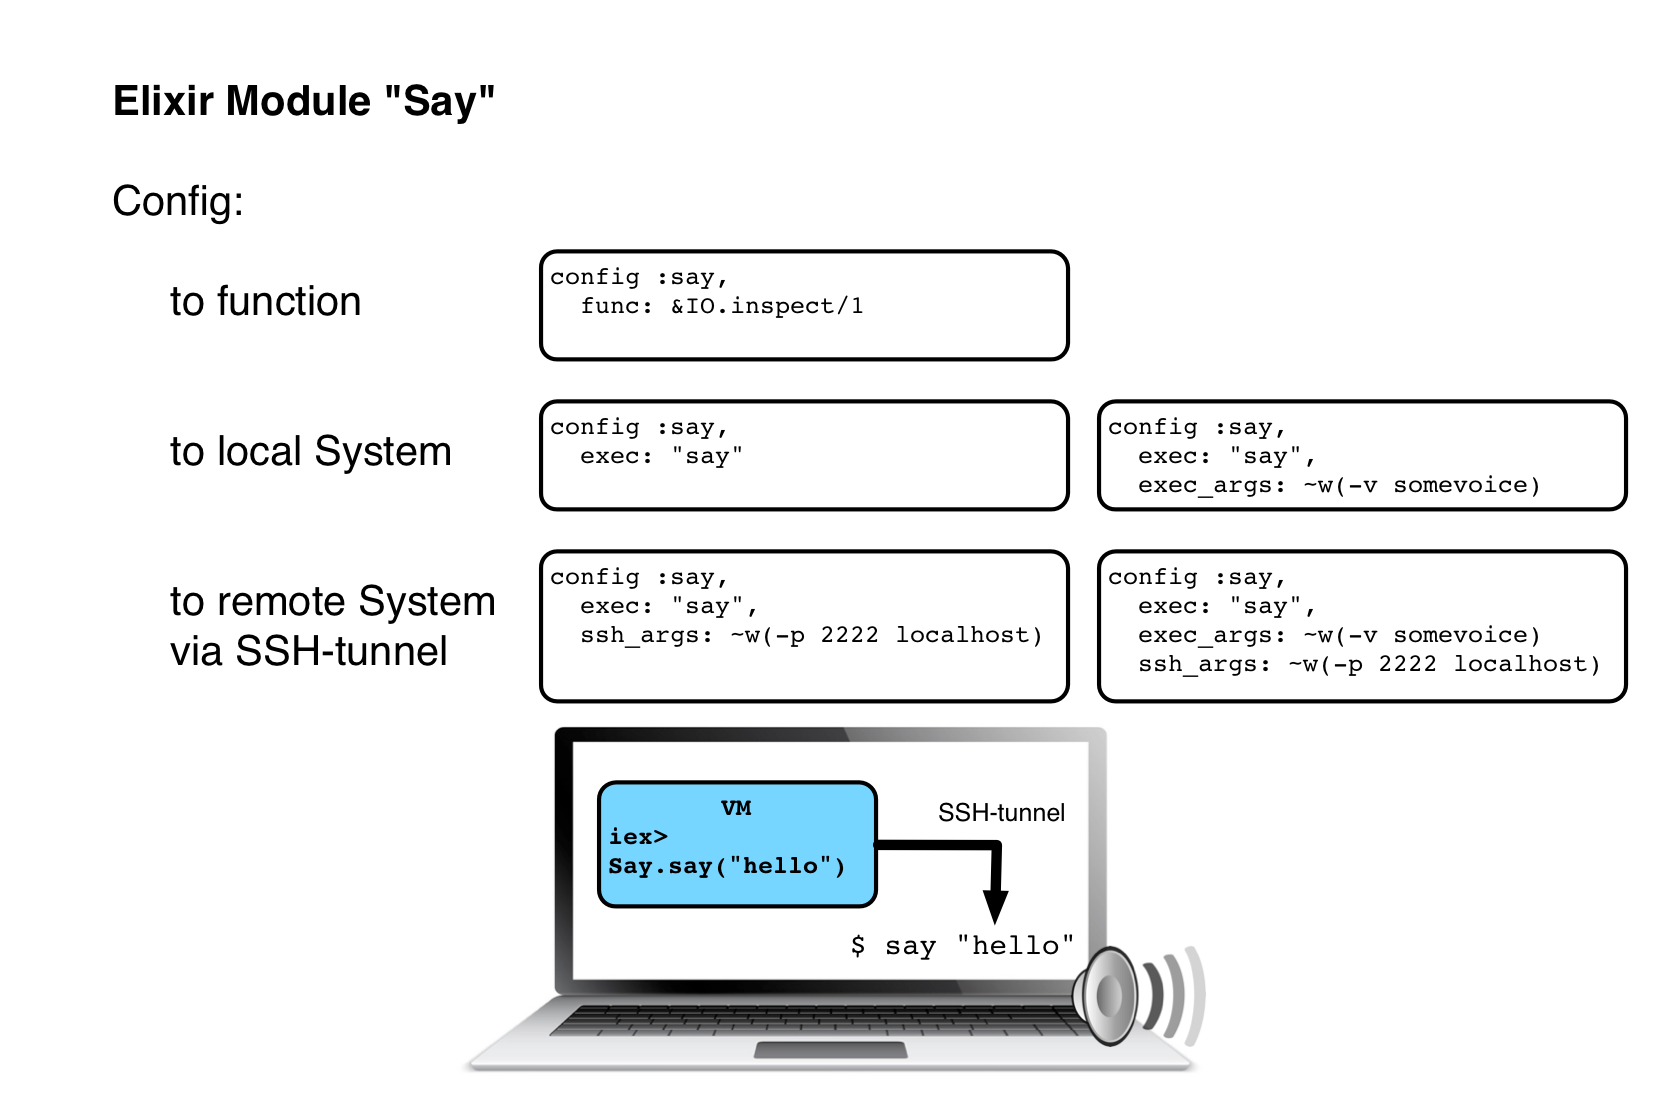 Elixir Module "Say"
Config:
to function
config :say,
  func: &IO.inspect/1
to local System
config :say,
  exec: "say"
config :say,
  exec: "say",
  exec_args: ~w(-v somevoice)
to remote System
via SSH-tunnel
config :say,
  exec: "say",
  ssh_args: ~w(-p 2222 localhost)
config :say,
  exec: "say",
  exec_args: ~w(-v somevoice)
  ssh_args: ~w(-p 2222 localhost)
VM
iex>
Say.say("hello")
SSH-tunnel
$ say "hello"